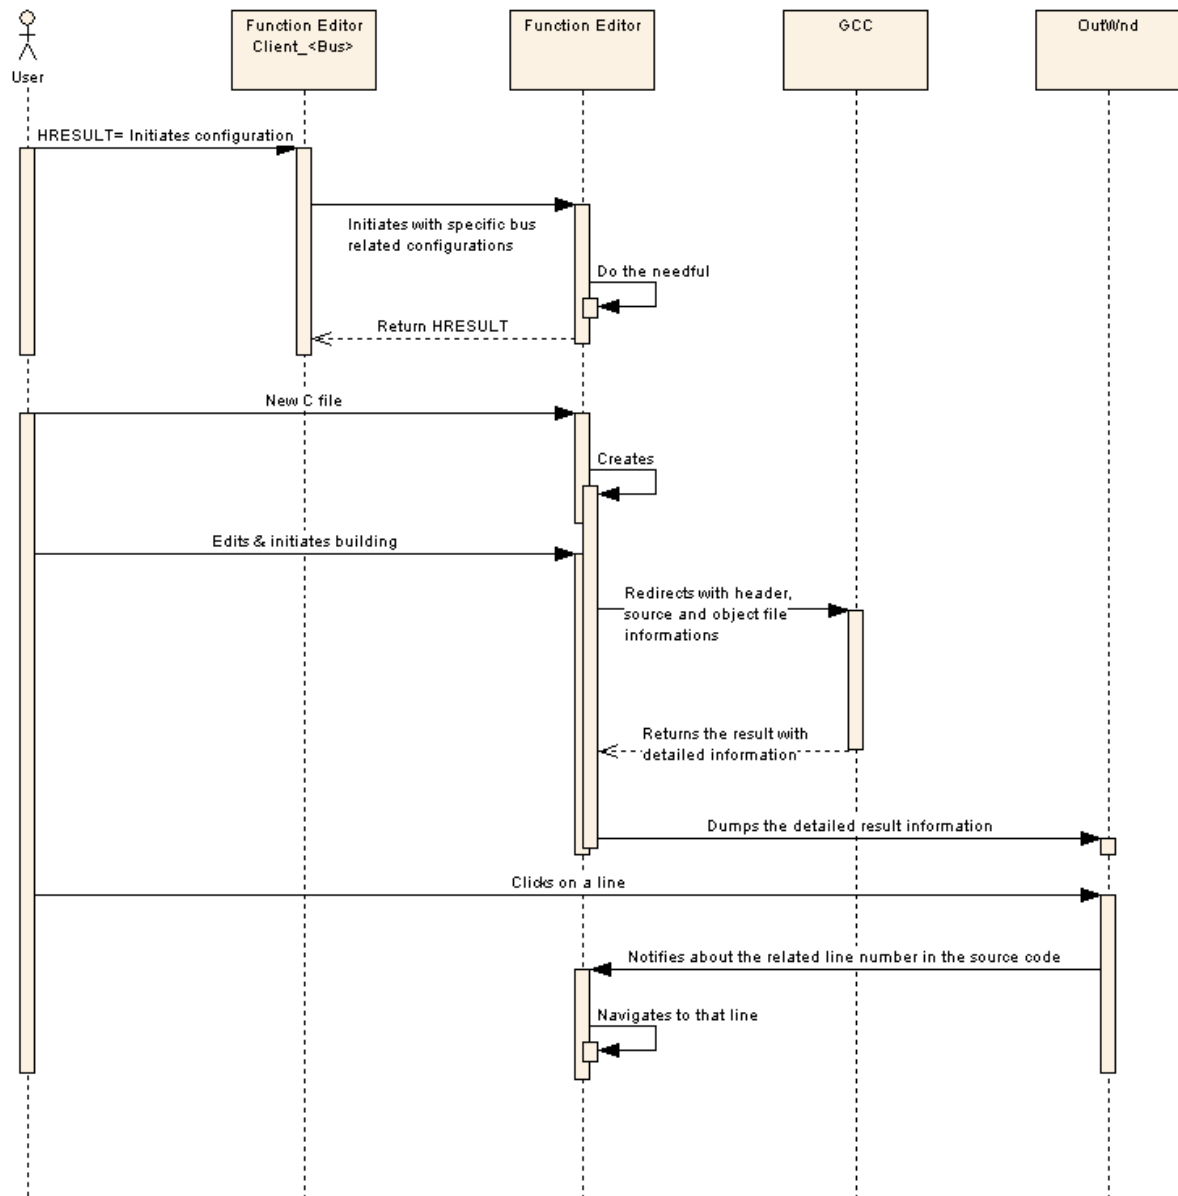 User
Function Editor
Client_<Bus>
Function Editor
GCC
OutWnd
HRESULT= Initiates configuration
Initiates with specific bus
related configurations
Do the needful
Return HRESULT
New C file
Creates
Edits & initiates building
Redirects with header,
source and object file
informations
Returns the result with
detailed information
Dumps the detailed result information
Clicks on a line
Notifies about the related line number in the source code
Navigates to that line